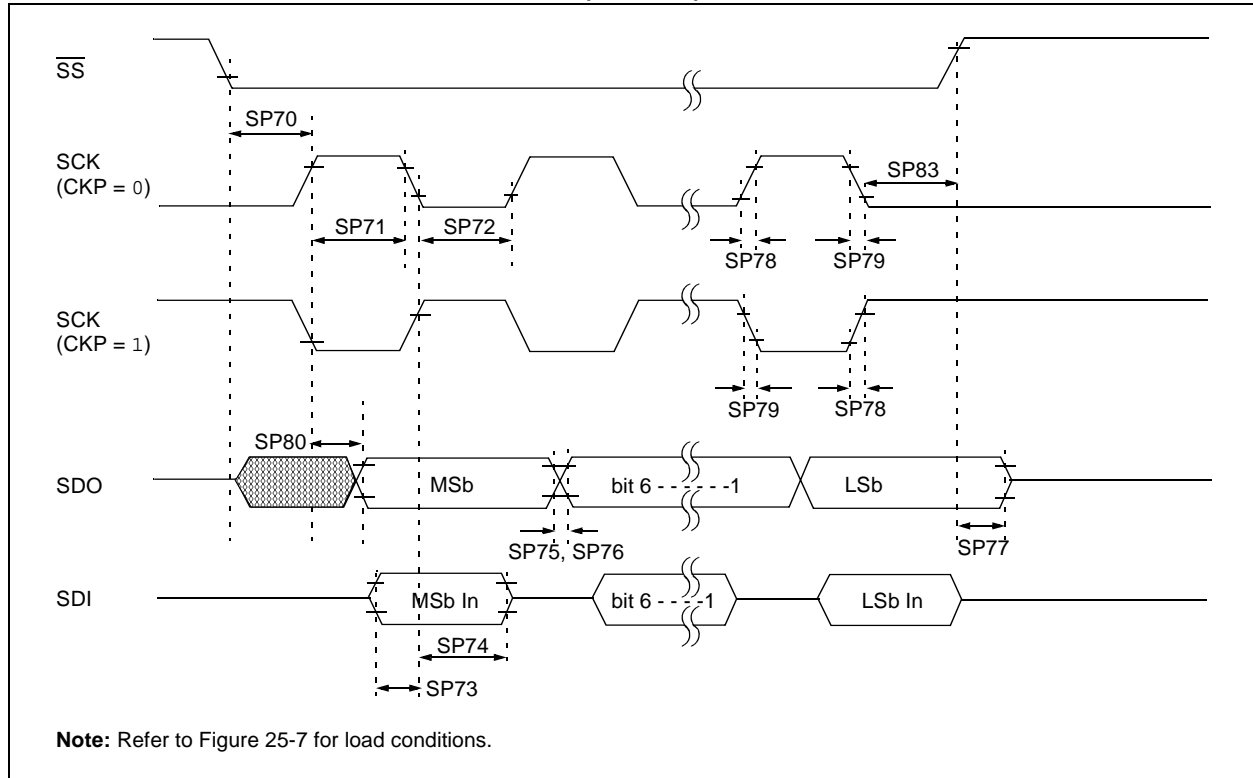 SS
SP70
SCK
(CKP = 0)
SP83
SP71
SP72
SP78
SP79
SCK
(CKP = 1)
SP79
SP78
SP80
SDO
MSb
bit 6 - - - - - -1
LSb
SP75, SP76
SP77
SDI
MSb In
bit 6 - - - -1
LSb In
SP74
SP73
Note: Refer to Figure 25-7 for load conditions.